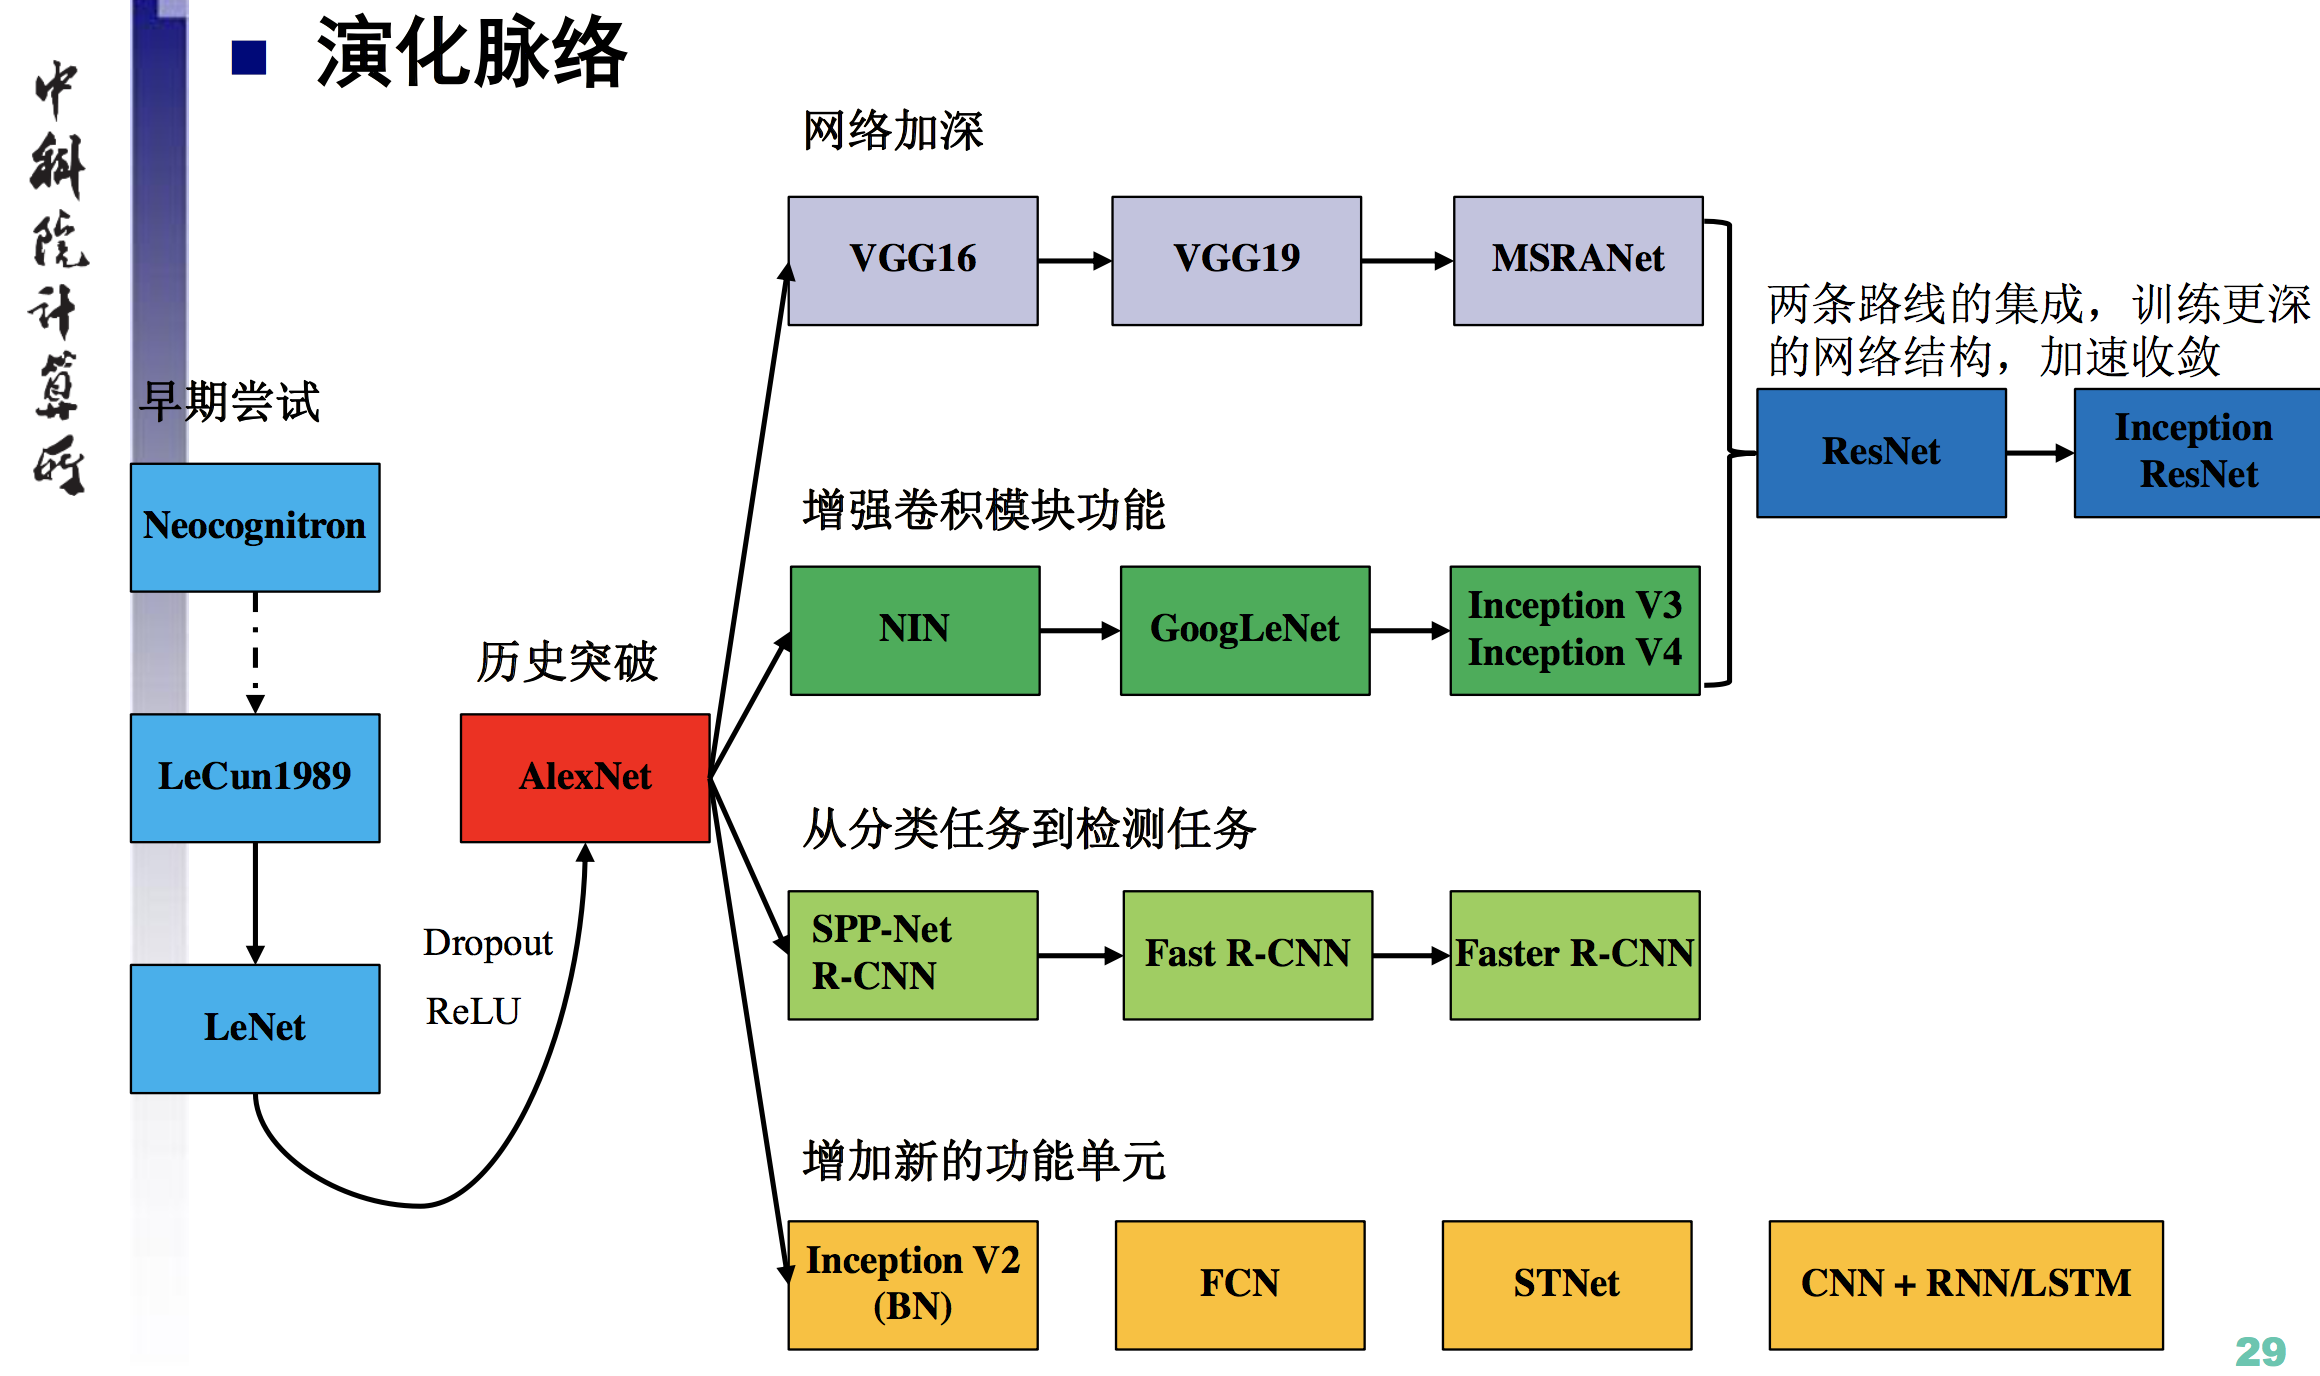 中科院计算所
演化脉络
网络加深
VGG16
VGG19
MSRANet
两条路线的集成，训练更深
的网络结构，加速收敛
ResNet
Inception
ResNet
早期尝试
Neocognitron
LeCun1989
LeNet
Dropout
ReLU
历史突破
AlexNet
增强卷积模块功能
NIN
GoogLeNet
Inception V3
Inception V4
从分类任务到检测任务
SPP-Net
R-CNN
Fast R-CNN
Faster R-CNN
增加新的功能单元
Inception V2
(BN)
FCN
STNet
CNN + RNN/LSTM
29